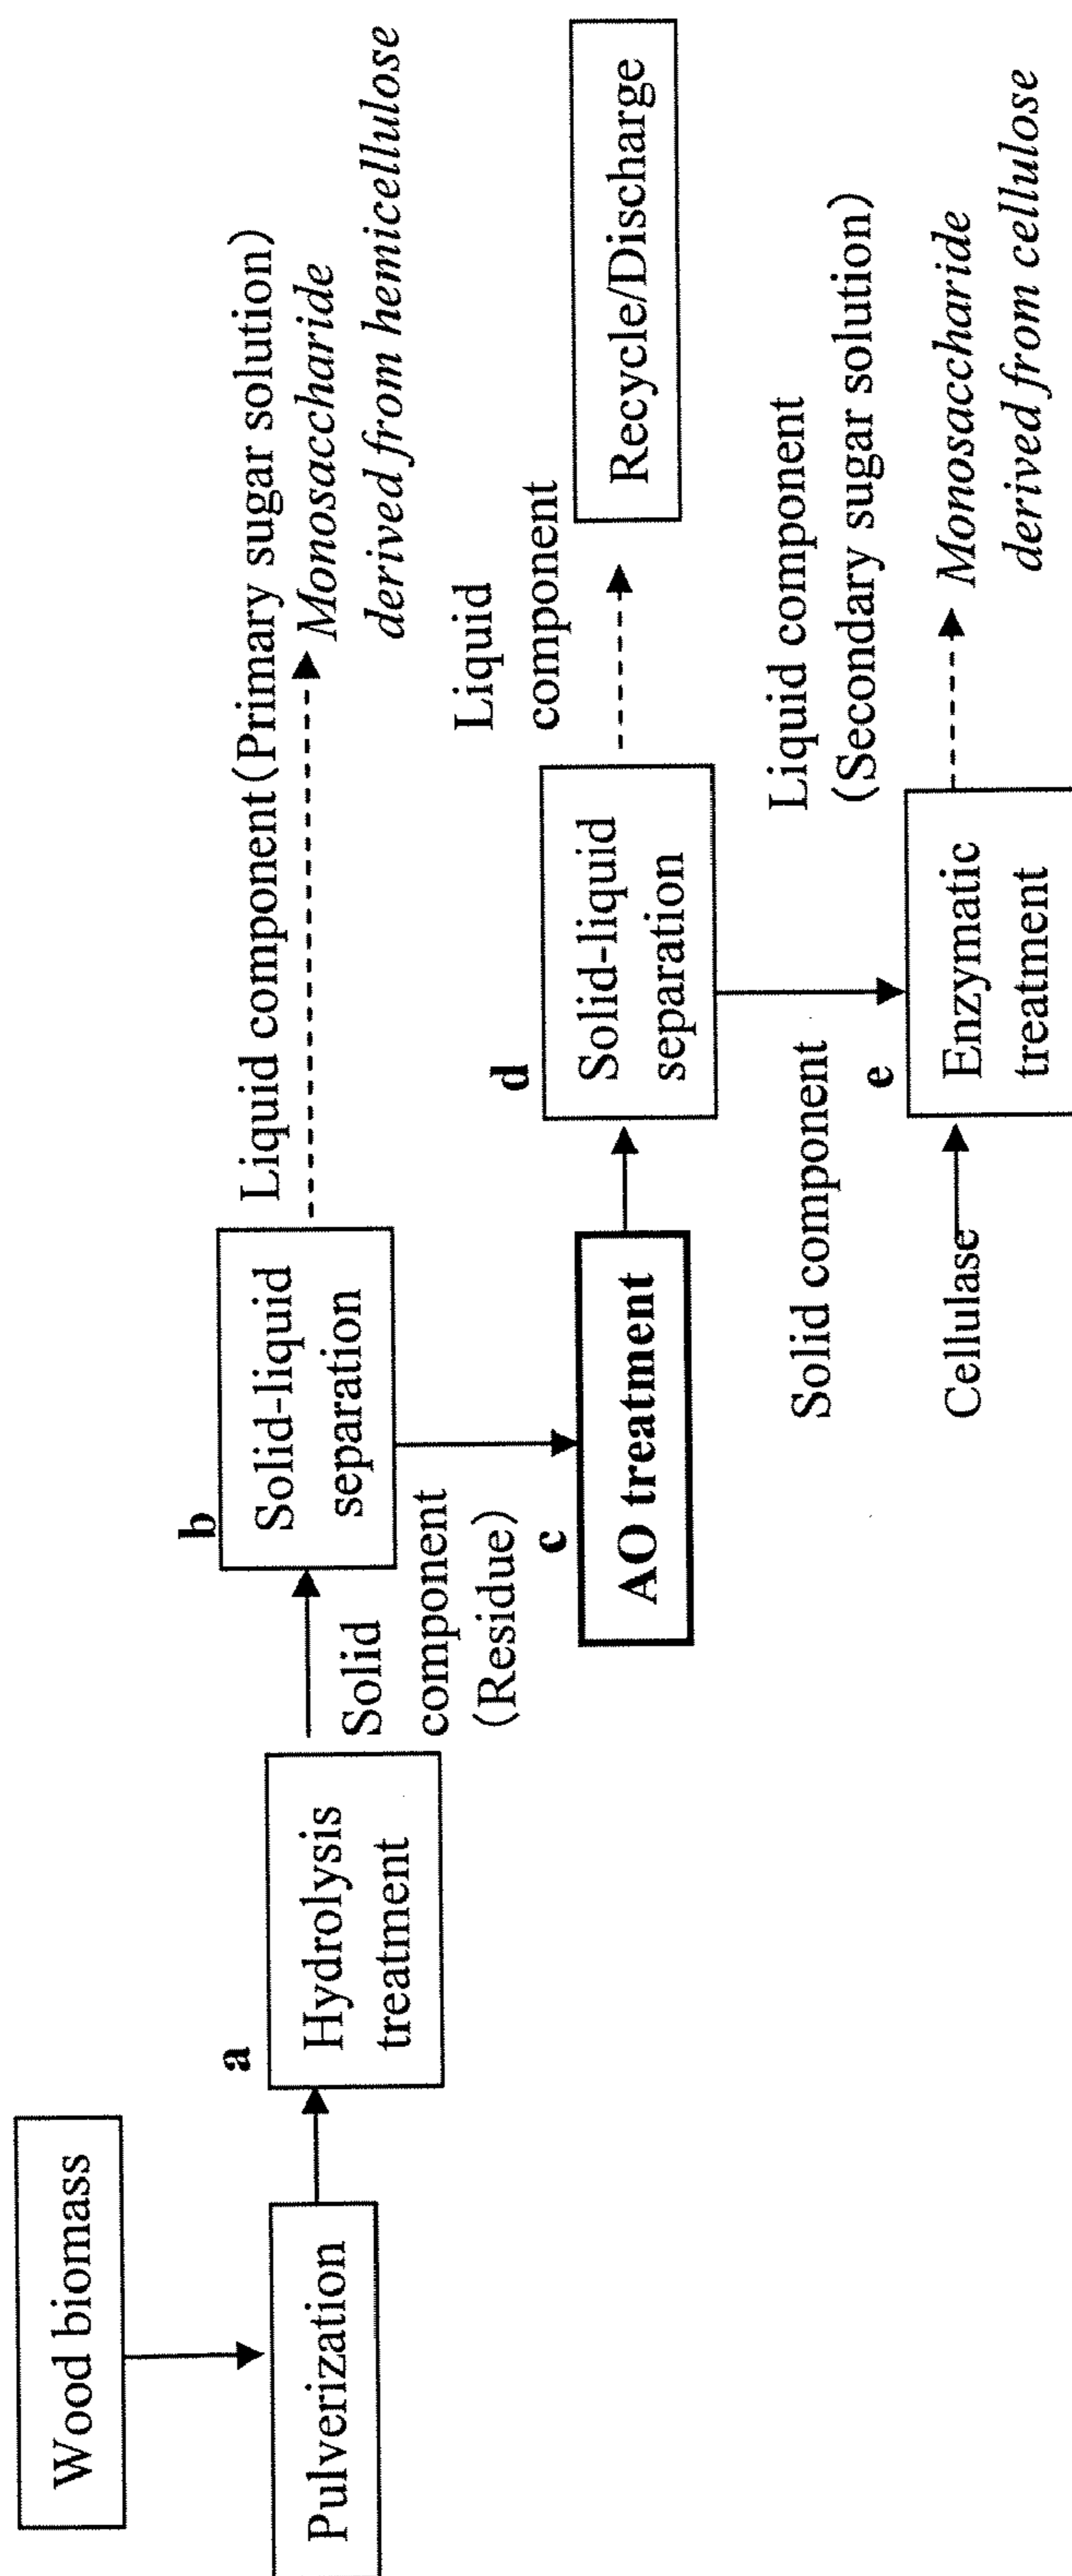 Wood biomass
Pulverization
a
Hydrolysis
treatment
b
Solid-liquid
separation
Liquid component(Primary sugar solution)
Monosaccharide
derived from hemicellulose
Solid
component
(Residue)
c
AO treatment
d
Solid-liquid
separation
Liquid
component
Recycle/Discharge
Solid component
Cellulase
e
Enzymatic
treatment
Liquid component
(Secondary sugar solution)
Monosaccharide
derived from cellulose